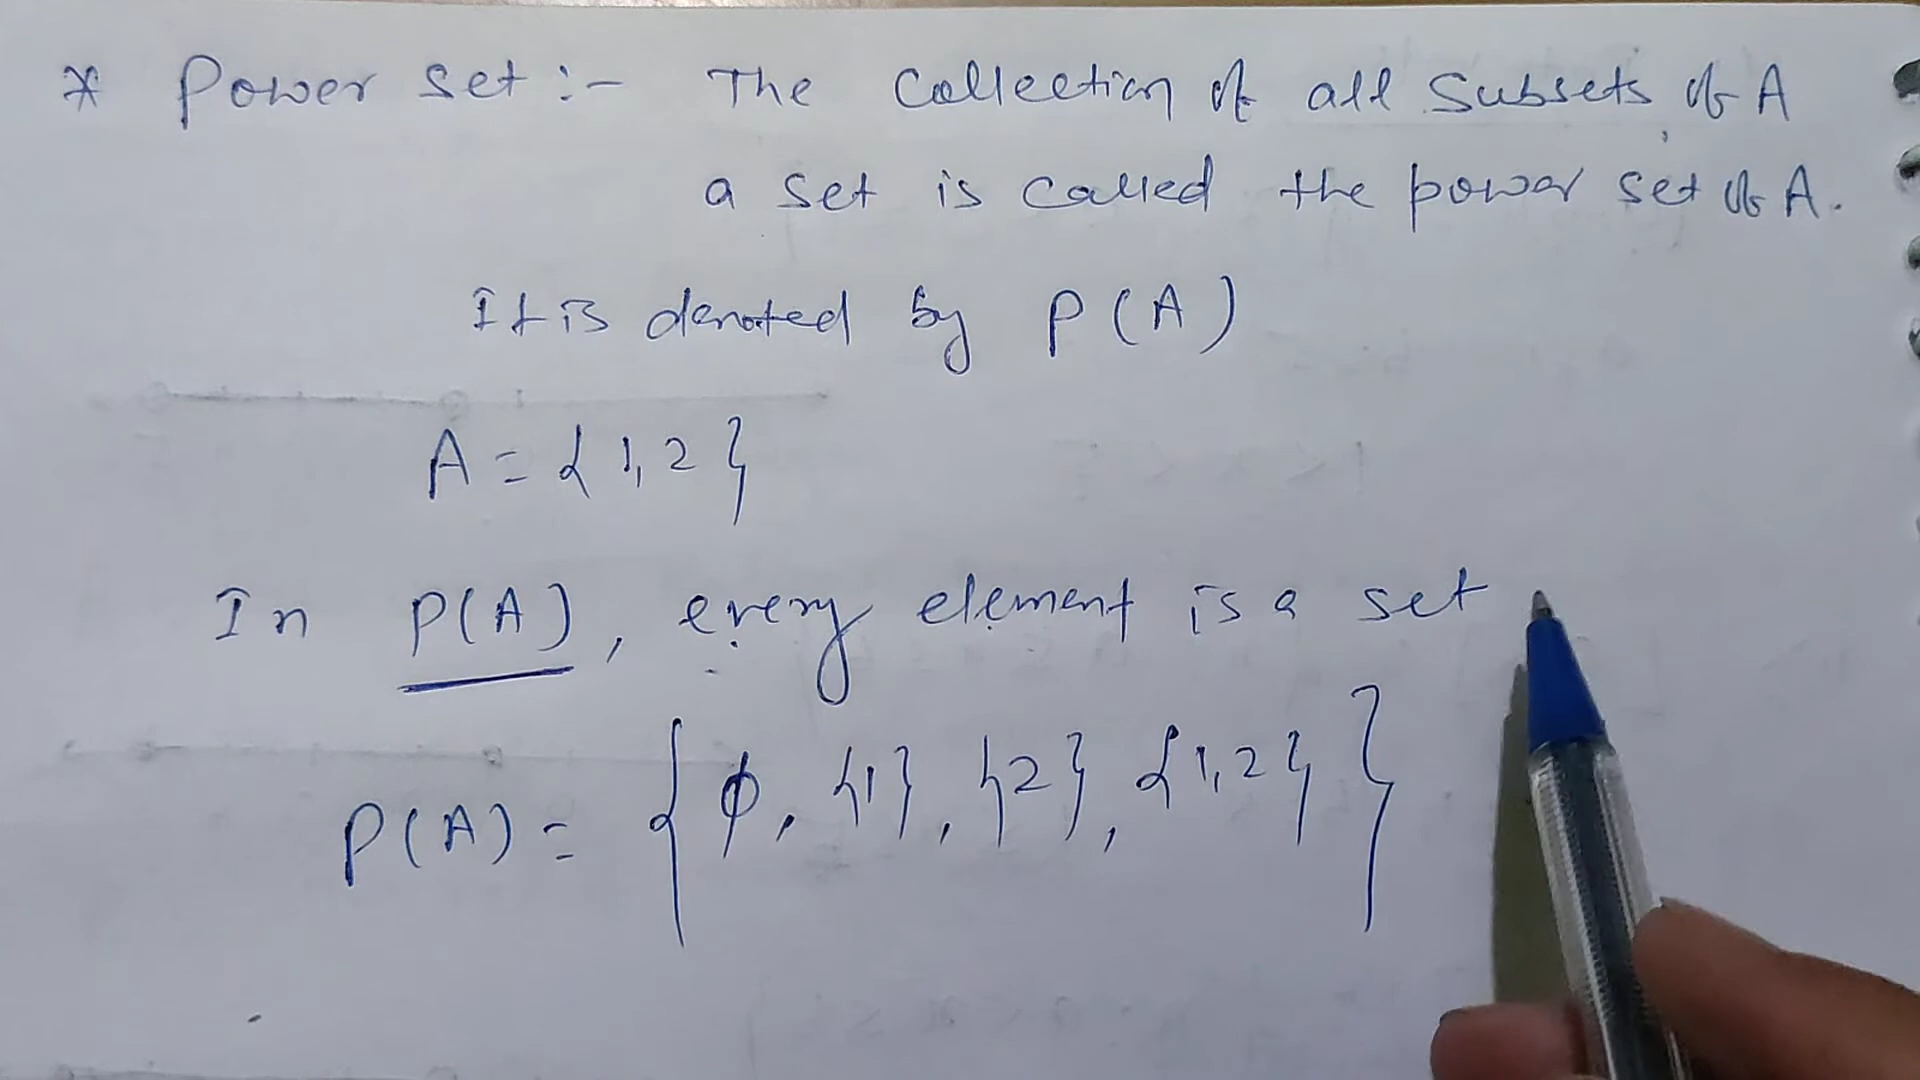 * Power set :- The Collection of all Subsets of A
a set is called the power set of A.
It is denoted by P(A)
A = {1, 2}
In P(A), every element is a set
P(A) = {ϕ, {1}, {2}, {1,2}}